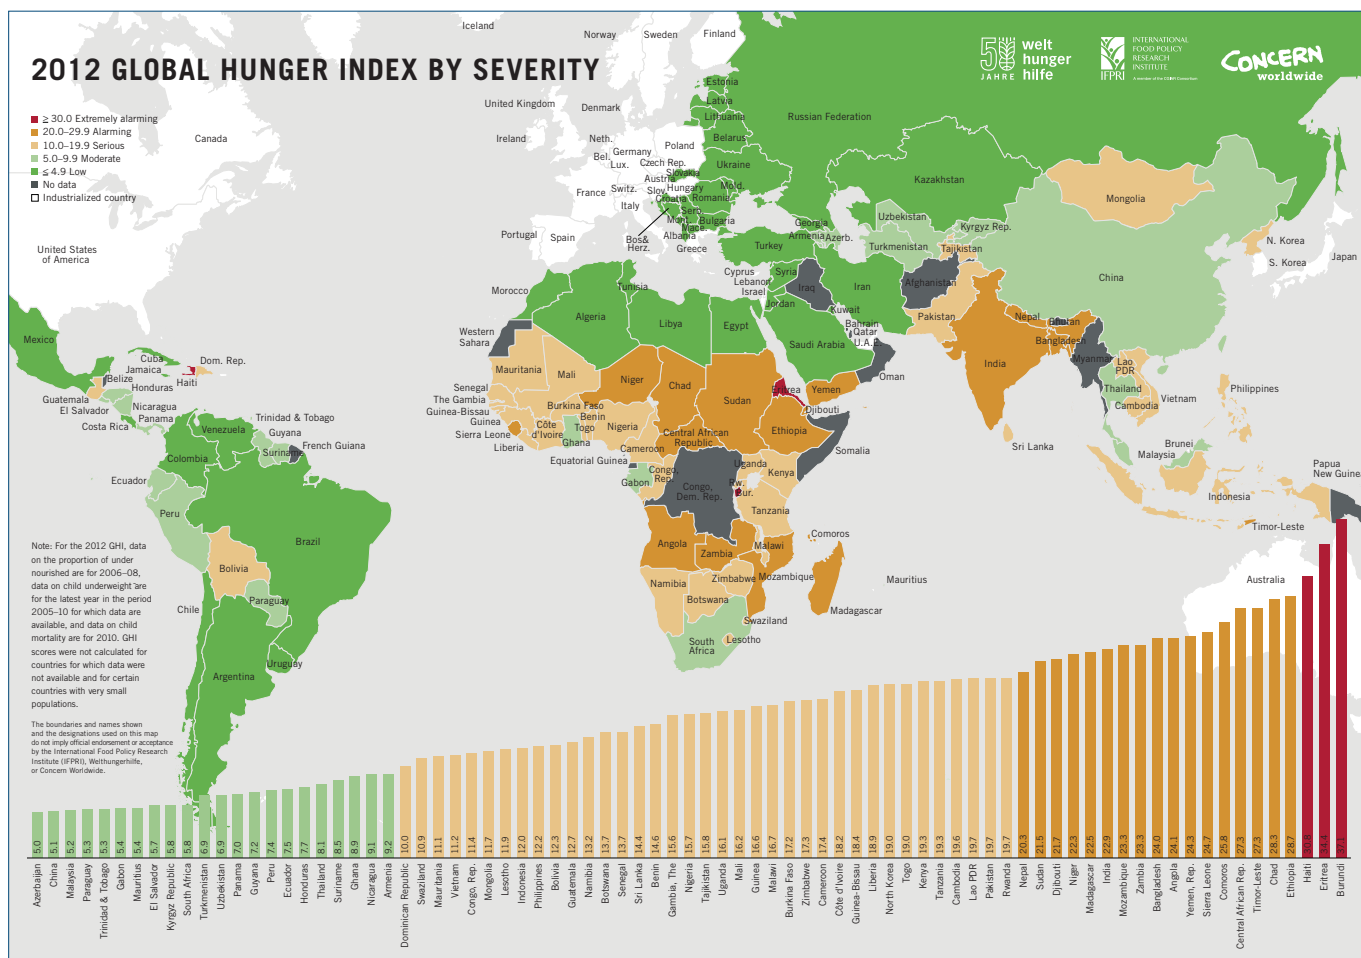 2012 GLOBAL HUNGER INDEX BY SEVERITY
≥ 30.0 Extremely alarming
20.0–29.9 Alarming
10.0–19.9 Serious
5.0–9.9 Moderate
≤ 4.9 Low
No data
Industrialized country
50 JAHRE
welt
hunger
hilfe
IFPRI
INTERNATIONAL
FOOD POLICY
RESEARCH
INSTITUTE
A member of the CGIAR Consortium
CONCERN
worldwide
Iceland
Norway
Sweden
Finland
Estonia
Latvia
Lithuania
Russian Federation
United Kingdom
Denmark
Ireland
Neth.
Belarus
Canada
Bel.
Germany
Poland
Lux.
Czech Rep.
Ukraine
Slovakia
Austria
Kazakhstan
France
Switz.
Slov.
Hungary
Mold.
Croatia
Romania
Mongolia
Italy
Serb.
Mont.
Bulgaria
Mace.
Georgia
Uzbekistan
Kyrgyz Rep.
Portugal
Spain
Bos&
Herz.
Albania
Greece
Armenia
Azerb.
Turkey
Turkmenistan
Tajikistan
N. Korea
S. Korea
Japan
United States
of America
China
Cyprus
Lebanon
Israel
Syria
Iraq
Iran
Afghanistan
Morocco
Tunisia
Jordan
Kuwait
Algeria
Libya
Egypt
Bahrain
Qatar
U.A.E.
Pakistan
Nepal
Bhutan
Bangladesh
Western
Sahara
Saudi Arabia
Mexico
Cuba
Jamaica
Dom. Rep.
Belize
Honduras
Haiti
Guatemala
El Salvador
Nicaragua
Panama
Costa Rica
Trinidad & Tobago
Guyana
French Guiana
Venezuela
Suriname
Colombia
Ecuador
Peru
Brazil
Bolivia
Paraguay
Chile
Uruguay
Argentina
Mauritania
Mali
Niger
Chad
Sudan
Eritrea
Yemen
Oman
India
Myanmar
Lao
PDR
Thailand
Vietnam
Cambodia
Philippines
Senegal
The Gambia
Guinea-Bissau
Guinea
Sierra Leone
Liberia
Burkina Faso
Benin
Côte
d'Ivoire
Togo
Ghana
Nigeria
Djibouti
Central African
Republic
Ethiopia
Somalia
Sri Lanka
Brunei
Malaysia
Cameroon
Equatorial Guinea
Gabon
Congo,
Rep.
Uganda
Kenya
Rw.
Bur.
Congo,
Dem. Rep.
Tanzania
Indonesia
Papua
New Guinea
Timor-Leste
Angola
Zambia
Malawi
Comoros
Mozambique
Mauritius
Madagascar
Namibia
Zimbabwe
Botswana
Swaziland
Lesotho
South
Africa
Australia
Note: For the 2012 GHI, data
on the proportion of under
nourished are for 2006–08,
data on child underweight are
for the latest year in the period
2005–10 for which data are
available, and data on child
mortality are for 2010. GHI
scores were not calculated for
countries for which data were
not available and for certain
countries with very small
populations.
The boundaries and names shown
and the designations used on this map
do not imply official endorsement or acceptance
by the International Food Policy Research
Institute (IFPRI), Welthungerhilfe,
or Concern Worldwide.
5.0 Azerbaijan
5.1 China
5.2 Malaysia
5.3 Paraguay
5.3 Trinidad & Tobago
5.4 Gabon
5.4 Mauritius
5.7 El Salvador
5.8 Kyrgyz Republic
5.8 South Africa
6.9 Turkmenistan
6.9 Uzbekistan
7.0 Panama
7.2 Guyana
7.4 Peru
7.5 Ecuador
7.7 Honduras
8.1 Thailand
8.5 Suriname
8.9 Ghana
9.1 Nicaragua
9.2 Armenia
10.0 Dominican Republic
10.9 Swaziland
11.1 Mauritania
11.2 Vietnam
11.4 Congo, Rep.
11.7 Mongolia
11.9 Lesotho
12.0 Indonesia
12.2 Philippines
12.3 Bolivia
12.7 Guatemala
13.2 Namibia
13.7 Botswana
13.7 Senegal
14.4 Sri Lanka
14.6 Benin
15.6 Gambia, The
15.7 Nigeria
15.8 Tajikistan
16.1 Uganda
16.2 Mali
16.6 Guinea
16.7 Malawi
17.2 Burkina Faso
17.3 Zimbabwe
17.4 Cameroon
18.2 Côte d'Ivoire
18.4 Guinea-Bissau
18.9 Liberia
19.0 North Korea
19.0 Togo
19.3 Kenya
19.3 Tanzania
19.6 Cambodia
19.7 Lao PDR
19.7 Pakistan
19.7 Rwanda
20.3 Nepal
21.5 Sudan
21.7 Djibouti
22.3 Niger
22.5 Madagascar
22.9 India
23.3 Mozambique
23.3 Zambia
24.0 Bangladesh
24.1 Angola
24.3 Yemen, Rep.
24.7 Sierra Leone
25.8 Comoros
27.3 Central African Rep.
27.3 Timor-Leste
28.3 Chad
28.7 Ethiopia
30.8 Haiti
34.4 Eritrea
37.1 Burundi